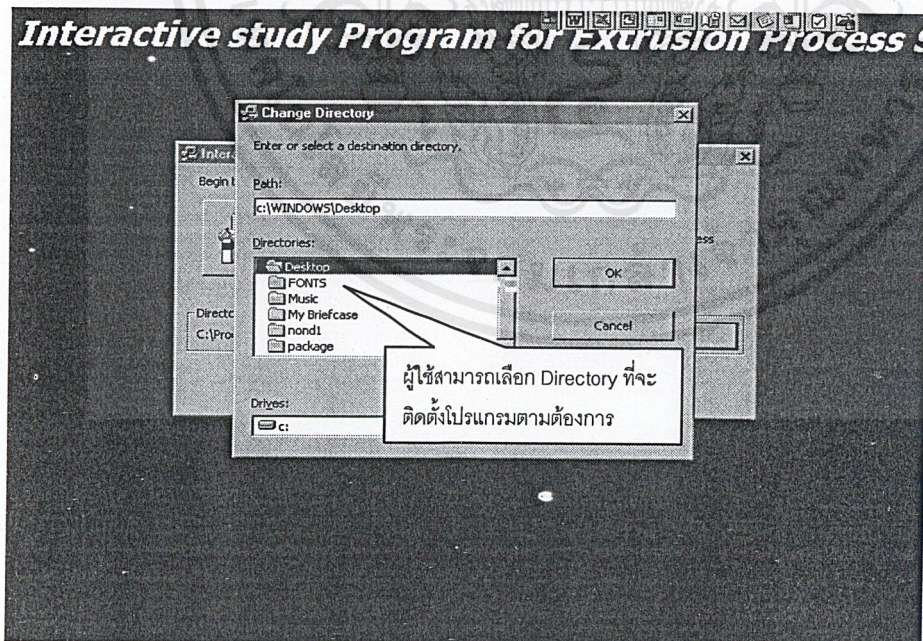 Interactive study Program for Extrusion Process S
Change Directory
Enter or select a destination directory.
Path:
c:\WINDOWS\Desktop
Directories:
Desktop
FONTS
Music
My Briefcase
nond1
package
OK
Cancel
Drives:
c:
ผู้ใช้สามารถเลือก Directory ที่จะ
ติดตั้งโปรแกรมตามต้องการ
Inter
Begin t
ess
Directo
C:\Pro